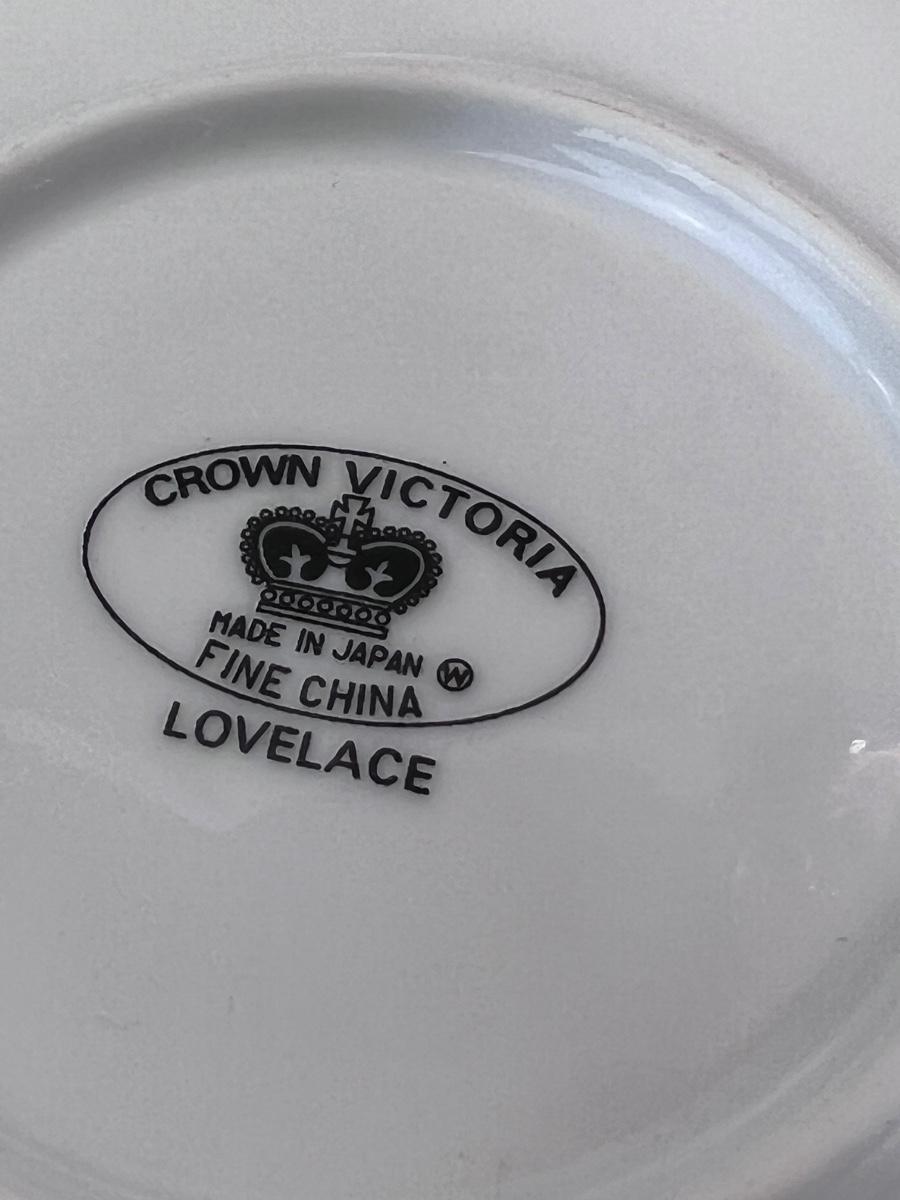 CROWN VICTORIA
MADE IN JAPAN
W
FINE CHINA
LOVELACE